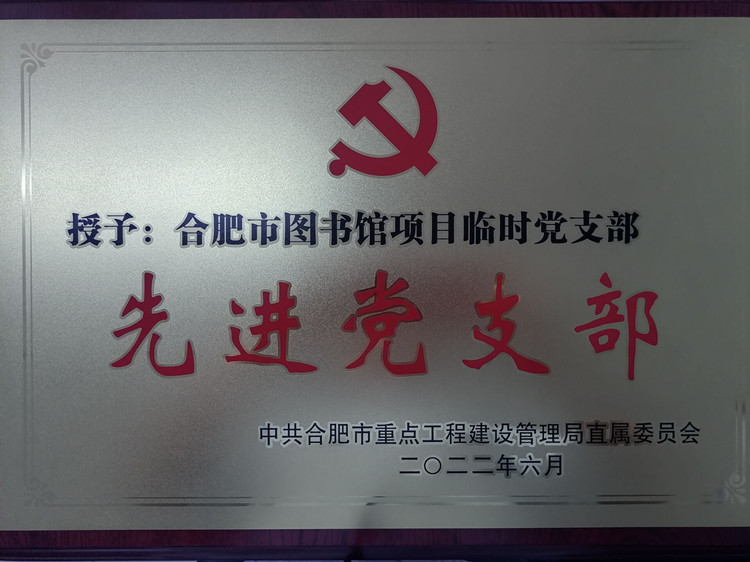 授予：合肥市图书馆项目临时党支部
先进党支部
中共合肥市重点工程建设管理局直属委员会
二〇二二年六月